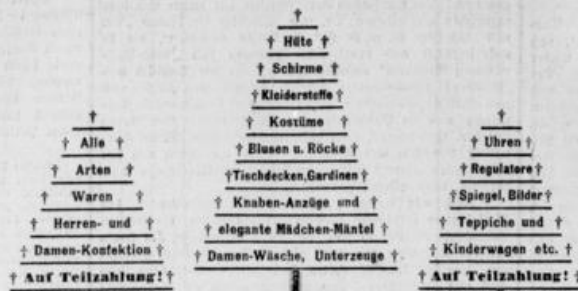 †
† Alle †
† Arten †
† Waren †
† Herren- und †
† Damen-Konfektion †
† Auf Teilzahlung! †
†
† Hüte †
† Schirme †
† Kleiderstoffe †
† Kostüme †
† Blusen u. Röcke †
† Tischdecken, Gardinen †
† Knaben-Anzüge und †
† elegante Mädchen-Mäntel †
† Damen-Wäsche, Unterzeuge †
†
† Uhren †
† Regulatore †
† Spiegel, Bilder †
† Teppiche und †
† Kinderwagen etc. †
† Auf Teilzahlung! †